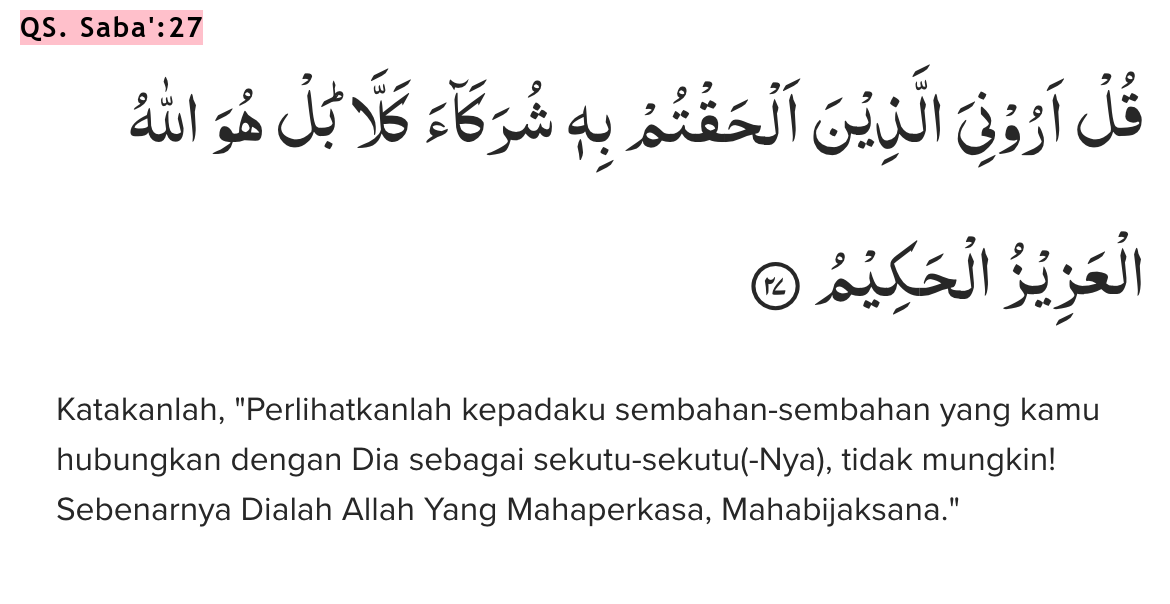 QS. Saba':27
قُلْ اَرُوْنِيَ الَّذِيْنَ اَلْحَقْتُمْ بِهٖ شُرَكَاۤءَ كَلَّا ۗبَلْ هُوَ اللّٰهُ
الْعَزِيْزُ الْحَكِيْمُ ٢٧
Katakanlah, "Perlihatkanlah kepadaku sembahan-sembahan yang kamu
hubungkan dengan Dia sebagai sekutu-sekutu(-Nya), tidak mungkin!
Sebenarnya Dialah Allah Yang Mahaperkasa, Mahabijaksana."